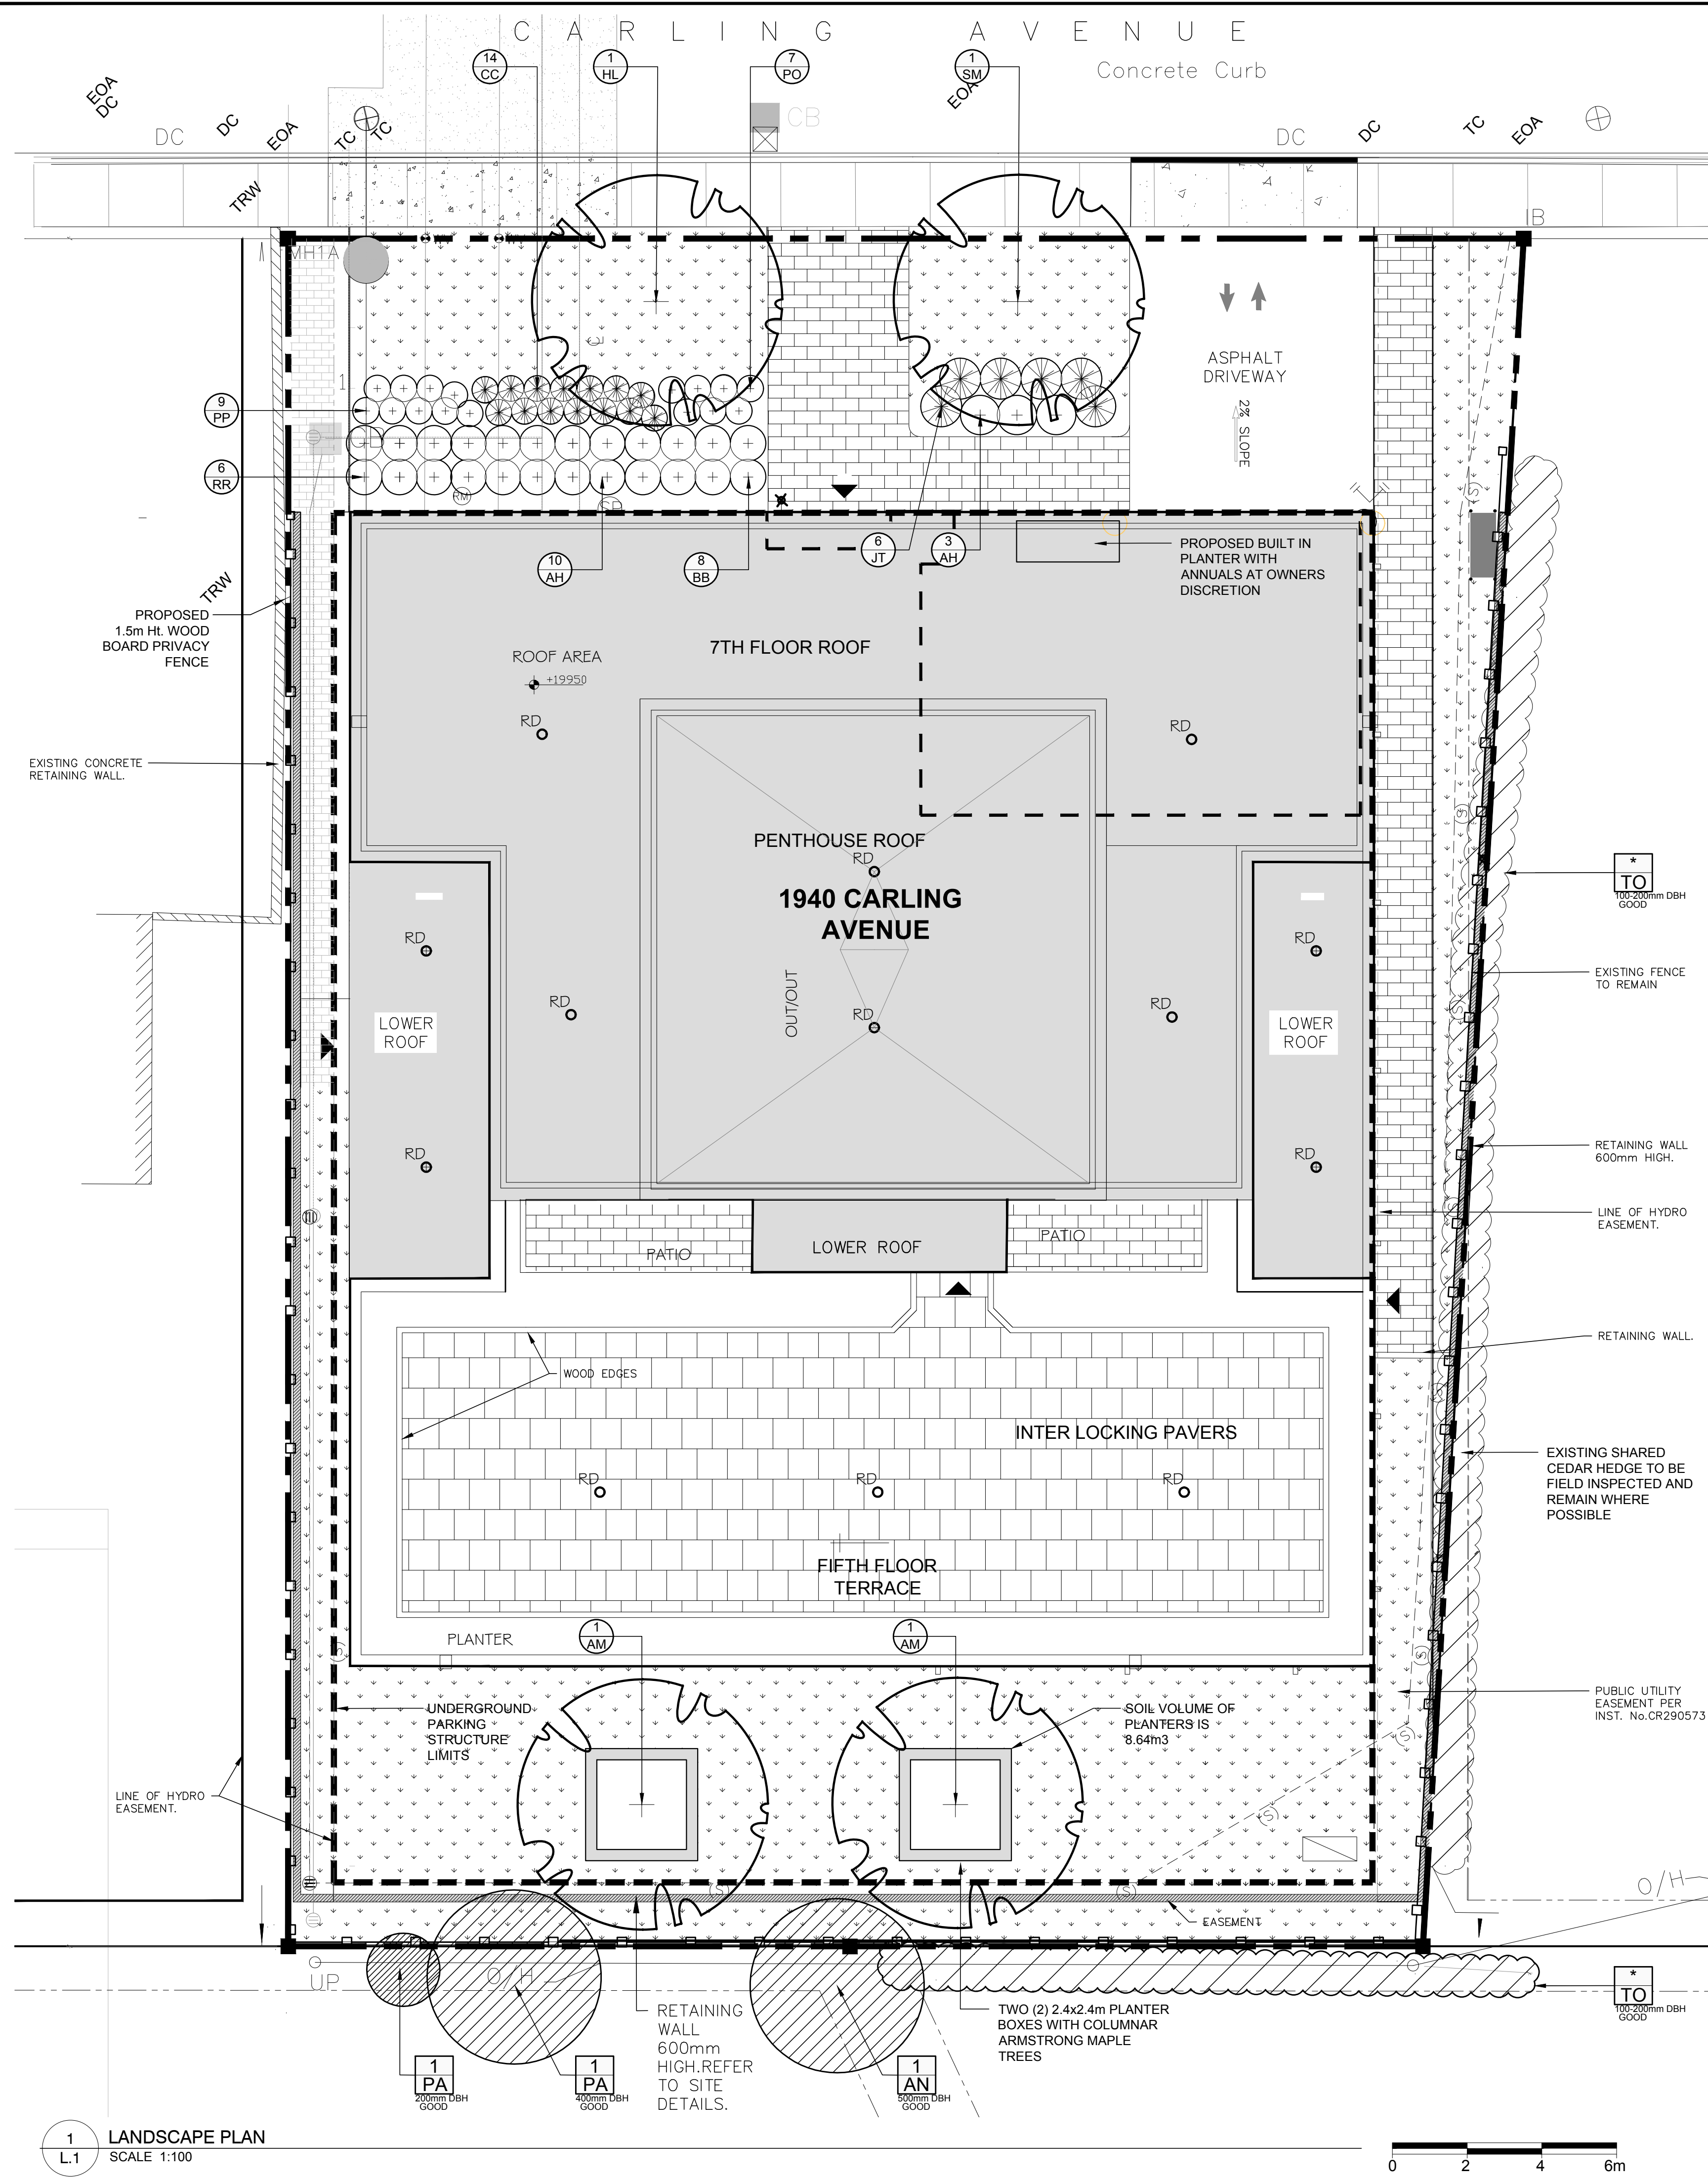 CARLING AVENUE
14
CC
1
HL
7
PO
1
SM
Concrete Curb
EOA
DC
DC
DC
EOA
TC
TC
CB
EOA
DC
DC
TC
EOA
TRW
IB
MH1A
ASPHALT
DRIVEWAY
2% SLOPE
9
PP
6
RR
RM
10
AH
8
BB
6
JT
3
AH
PROPOSED BUILT IN
PLANTER WITH
ANNUALS AT OWNERS
DISCRETION
TRW
PROPOSED
1.5m Ht. WOOD
BOARD PRIVACY
FENCE
7TH FLOOR ROOF
ROOF AREA
+19950
RD
RD
EXISTING CONCRETE
RETAINING WALL.
PENTHOUSE ROOF
RD
1940 CARLING
AVENUE
*
TO
100-200mm DBH
GOOD
RD
RD
EXISTING FENCE
TO REMAIN
OUT/OUT
RD
RD
RD
LOWER
ROOF
LOWER
ROOF
RD
RD
RETAINING WALL
600mm HIGH.
LINE OF HYDRO
EASEMENT.
PATIO
LOWER ROOF
PATIO
RETAINING WALL.
WOOD EDGES
INTER LOCKING PAVERS
RD
RD
RD
EXISTING SHARED
CEDAR HEDGE TO BE
FIELD INSPECTED AND
REMAIN WHERE
POSSIBLE
FIFTH FLOOR
TERRACE
PLANTER
1
AM
1
AM
UNDERGROUND
PARKING
STRUCTURE
LIMITS
SOIL VOLUME OF
PLANTERS IS
8.64m3
PUBLIC UTILITY
EASEMENT PER
INST. No.CR290573
LINE OF HYDRO
EASEMENT.
(S)
(S)
(S)
(S)
(S)
O/H
EASEMENT
UP
O/H
*
TO
100-200mm DBH
GOOD
RETAINING
WALL
600mm
HIGH.REFER
TO SITE
DETAILS.
TWO (2) 2.4x2.4m PLANTER
BOXES WITH COLUMNAR
ARMSTRONG MAPLE
TREES
1
PA
200mm DBH
GOOD
1
PA
400mm DBH
GOOD
1
AN
500mm DBH
GOOD
1
L.1
LANDSCAPE PLAN
SCALE 1:100
0 2 4 6m